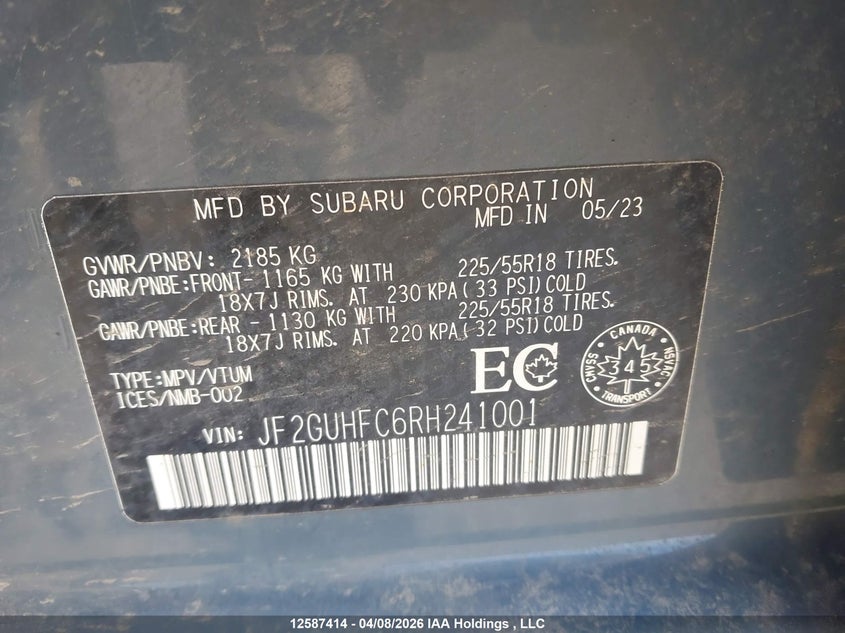 MFD BY SUBARU CORPORATION
MFD IN 05/23
GVWR/PNBV: 2185 KG
GAWR/PNBE:FRONT- 1165 KG WITH 225/55R18 TIRES.
18X7J RIMS. AT 230 KPA( 33 PSI)COLD
GAWR/PNBE:REAR - 1130 KG WITH 225/55R18 TIRES.
18X7J RIMS. AT 220 KPA( 32 PSI)COLD
TYPE:MPV/VTUM
ICES/NMB-002
EC
CANADA
CMVSS
345
NSVAC
TRANSPORT
VIN: JF2GUHFC6RH241001
12587414 - 04/08/2026 IAA Holdings , LLC